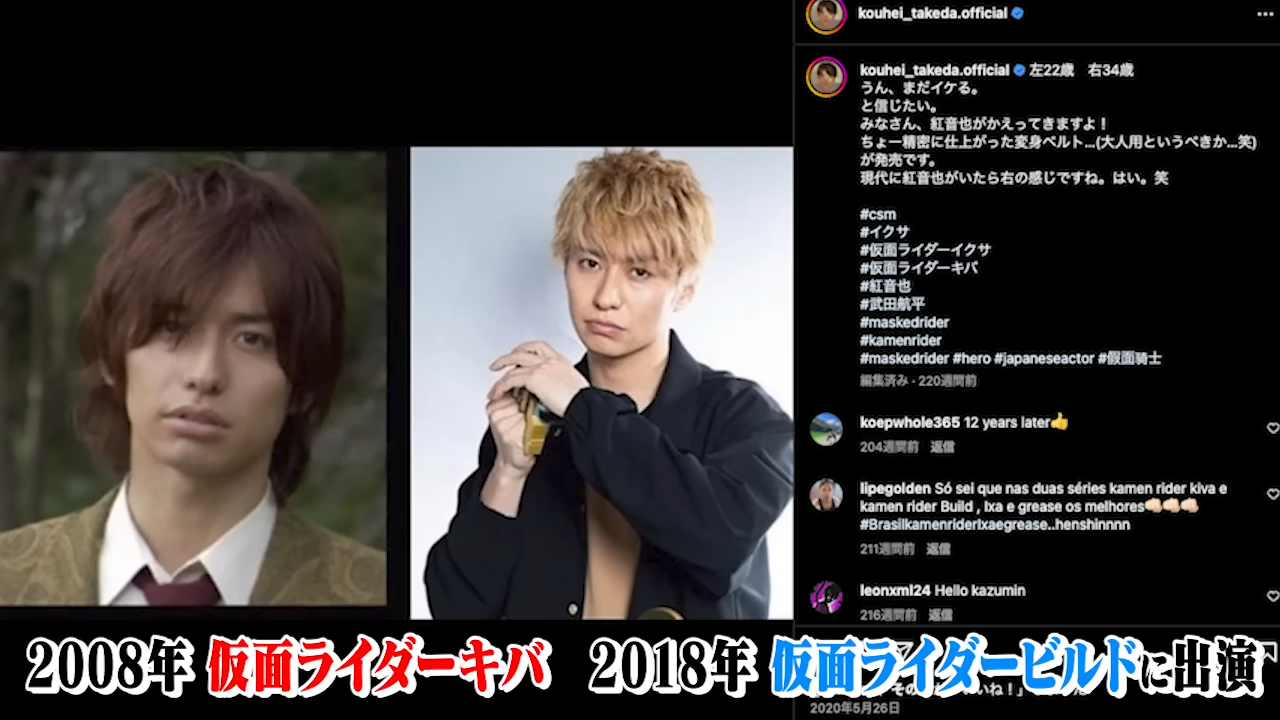 kouhei_takeda.official
kouhei_takeda.official 左22歳 右34歳
うん、まだイケる。
と信じたい。
みなさん、紅音也がかえってきますよ！
ちょー精密に仕上がった変身ベルト...(大人用というべきか...笑)
が発売です。
現代に紅音也がいたら右の感じですね。はい。笑
#csm
#イクサ
#仮面ライダーイクサ
#仮面ライダーキバ
#紅音也
#武田航平
#maskedrider
#kamenrider
#maskedrider #hero #japaneseactor #假面騎士
編集済み・220週間前
koepwhole365 12 years later👍
204週間前 返信
lipegolden Só sei que nas duas séries kamen rider kiva e
kamen rider Build , Ixa e grease os melhores👊🏻👊🏻👊🏻
#BrasilkamenriderIxaegrease..henshinnnn
211週間前 返信
leonxml24 Hello kazumin
216週間前 返信
2008年 仮面ライダーキバ 2018年 仮面ライダービルドに出演
2020年5月26日